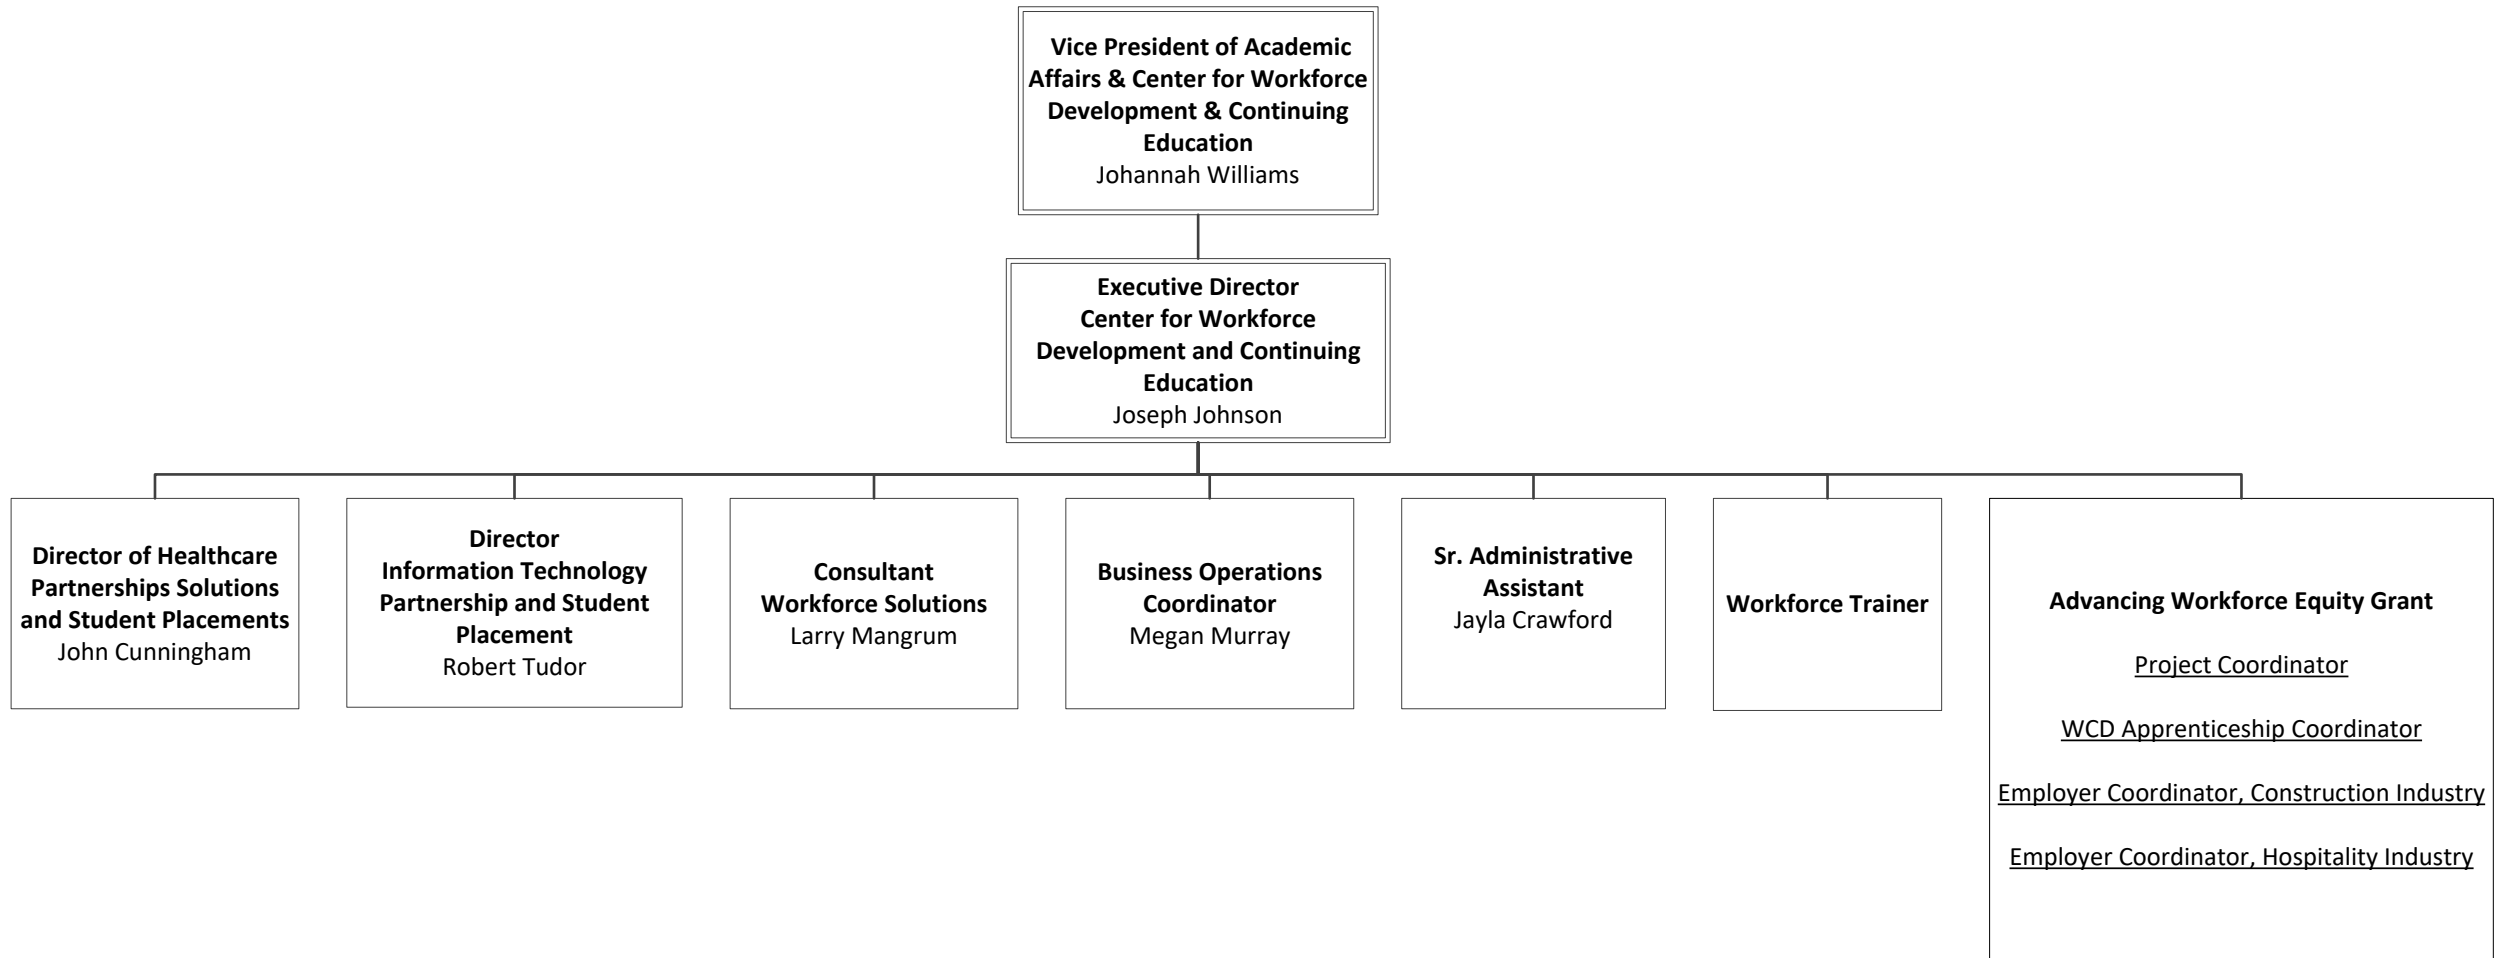 Vice President of Academic
Affairs & Center for Workforce
Development & Continuing
Education
Johannah Williams
Executive Director
Center for Workforce
Development and Continuing
Education
Joseph Johnson
Director of Healthcare
Partnerships Solutions
and Student Placements
John Cunningham
Director
Information Technology
Partnership and Student
Placement
Robert Tudor
Consultant
Workforce Solutions
Larry Mangrum
Business Operations
Coordinator
Megan Murray
Sr. Administrative
Assistant
Jayla Crawford
Workforce Trainer
Advancing Workforce Equity Grant
Project Coordinator
WCD Apprenticeship Coordinator
Employer Coordinator, Construction Industry
Employer Coordinator, Hospitality Industry